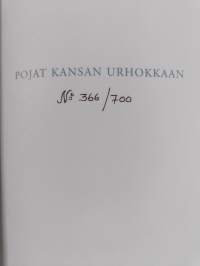 POJAT KANSAN URHOKKAAN
No 366/700